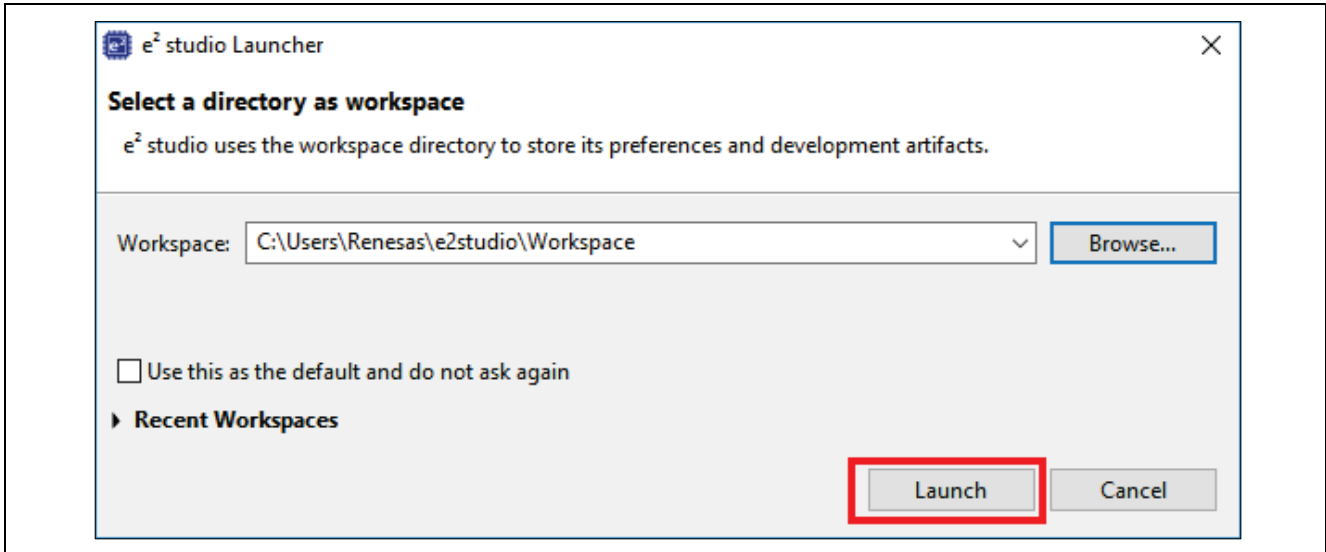 e² studio Launcher
Select a directory as workspace
e² studio uses the workspace directory to store its preferences and development artifacts.
Workspace: C:\Users\Renesas\e2studio\Workspace Browse...
Use this as the default and do not ask again
Recent Workspaces
Launch Cancel